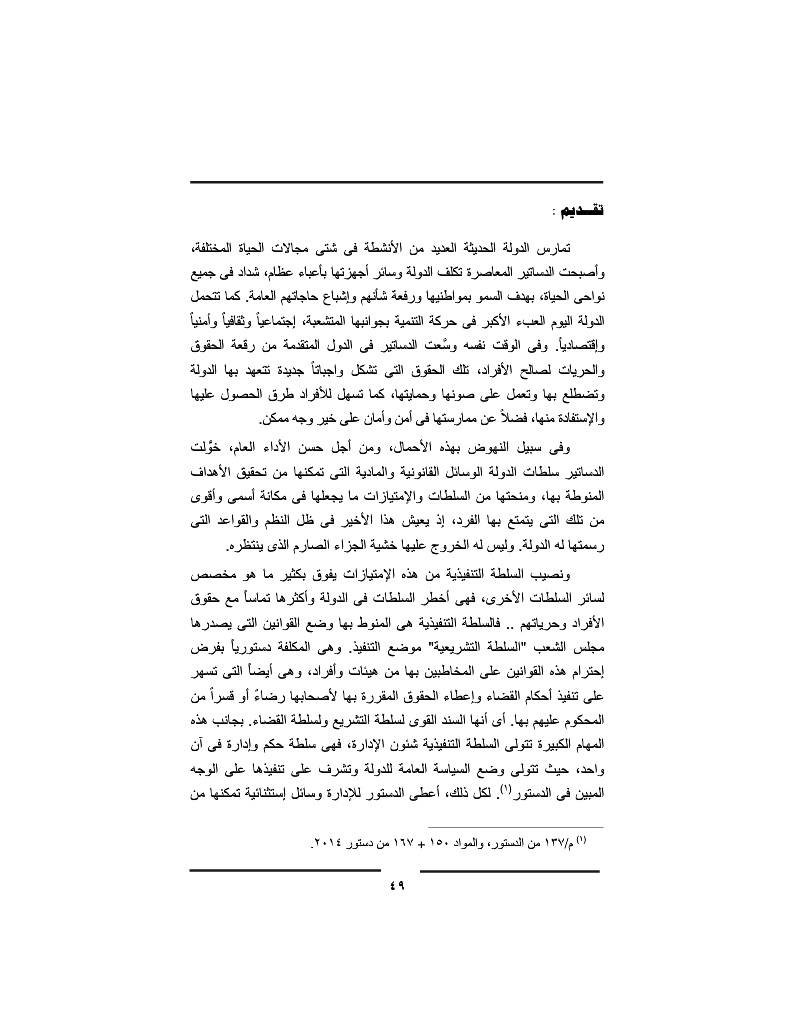 تقـــديم :
تمارس الدولة الحديثة العديد من الأنشطة فى شتى مجالات الحياة المختلفة،
وأصبحت الدساتير المعاصرة تكلف الدولة وسائر أجهزتها بأعباء عظام، شداد فى جميع
نواحى الحياة، بهدف السمو بمواطنيها ورفعة شأنهم وإشباع حاجاتهم العامة. كما تتحمل
الدولة اليوم العبء الأكبر فى حركة التنمية بجوانبها المتشعبة، إجتماعياً وثقافياً وأمنياً
وإقتصادياً. وفى الوقت نفسه وسَّعت الدساتير فى الدول المتقدمة من رقعة الحقوق
والحريات لصالح الأفراد، تلك الحقوق التى تشكل واجباتاً جديدة تتعهد بها الدولة
وتضطلع بها وتعمل على صونها وحمايتها، كما تسهل للأفراد طرق الحصول عليها
والإستفادة منها، فضلاً عن ممارستها فى أمن وأمان على خير وجه ممكن.
وفى سبيل النهوض بهذه الأحمال، ومن أجل حسن الأداء العام، خوَّلت
الدساتير سلطات الدولة الوسائل القانونية والمادية التى تمكنها من تحقيق الأهداف
المنوطة بها، ومنحتها من السلطات والإمتيازات ما يجعلها فى مكانة أسمى وأقوى
من تلك التى يتمتع بها الفرد، إذ يعيش هذا الأخير فى ظل النظم والقواعد التى
رسمتها له الدولة. وليس له الخروج عليها خشية الجزاء الصارم الذى ينتظره.
ونصيب السلطة التنفيذية من هذه الإمتيازات يفوق بكثير ما هو مخصص
لسائر السلطات الأخرى، فهى أخطر السلطات فى الدولة وأكثرها تماساً مع حقوق
الأفراد وحرياتهم .. فالسلطة التنفيذية هى المنوط بها وضع القوانين التى يصدرها
مجلس الشعب "السلطة التشريعية" موضع التنفيذ. وهى المكلفة دستورياً بفرض
إحترام هذه القوانين على المخاطبين بها من هيئات وأفراد، وهى أيضاً التى تسهر
على تنفيذ أحكام القضاء وإعطاء الحقوق المقررة بها لأصحابها رضاءً أو قسراً من
المحكوم عليهم بها. أى أنها السند القوى لسلطة التشريع ولسلطة القضاء. بجانب هذه
المهام الكبيرة تتولى السلطة التنفيذية شئون الإدارة، فهى سلطة حكم وإدارة فى آن
واحد، حيث تتولى وضع السياسة العامة للدولة وتشرف على تنفيذها على الوجه
المبين فى الدستور(١). لكل ذلك، أعطى الدستور للإدارة وسائل إستثنائية تمكنها من
(١) م/١٣٧ من الدستور، والمواد ١٥٠ + ١٦٧ من دستور ٢٠١٤.
٤٩